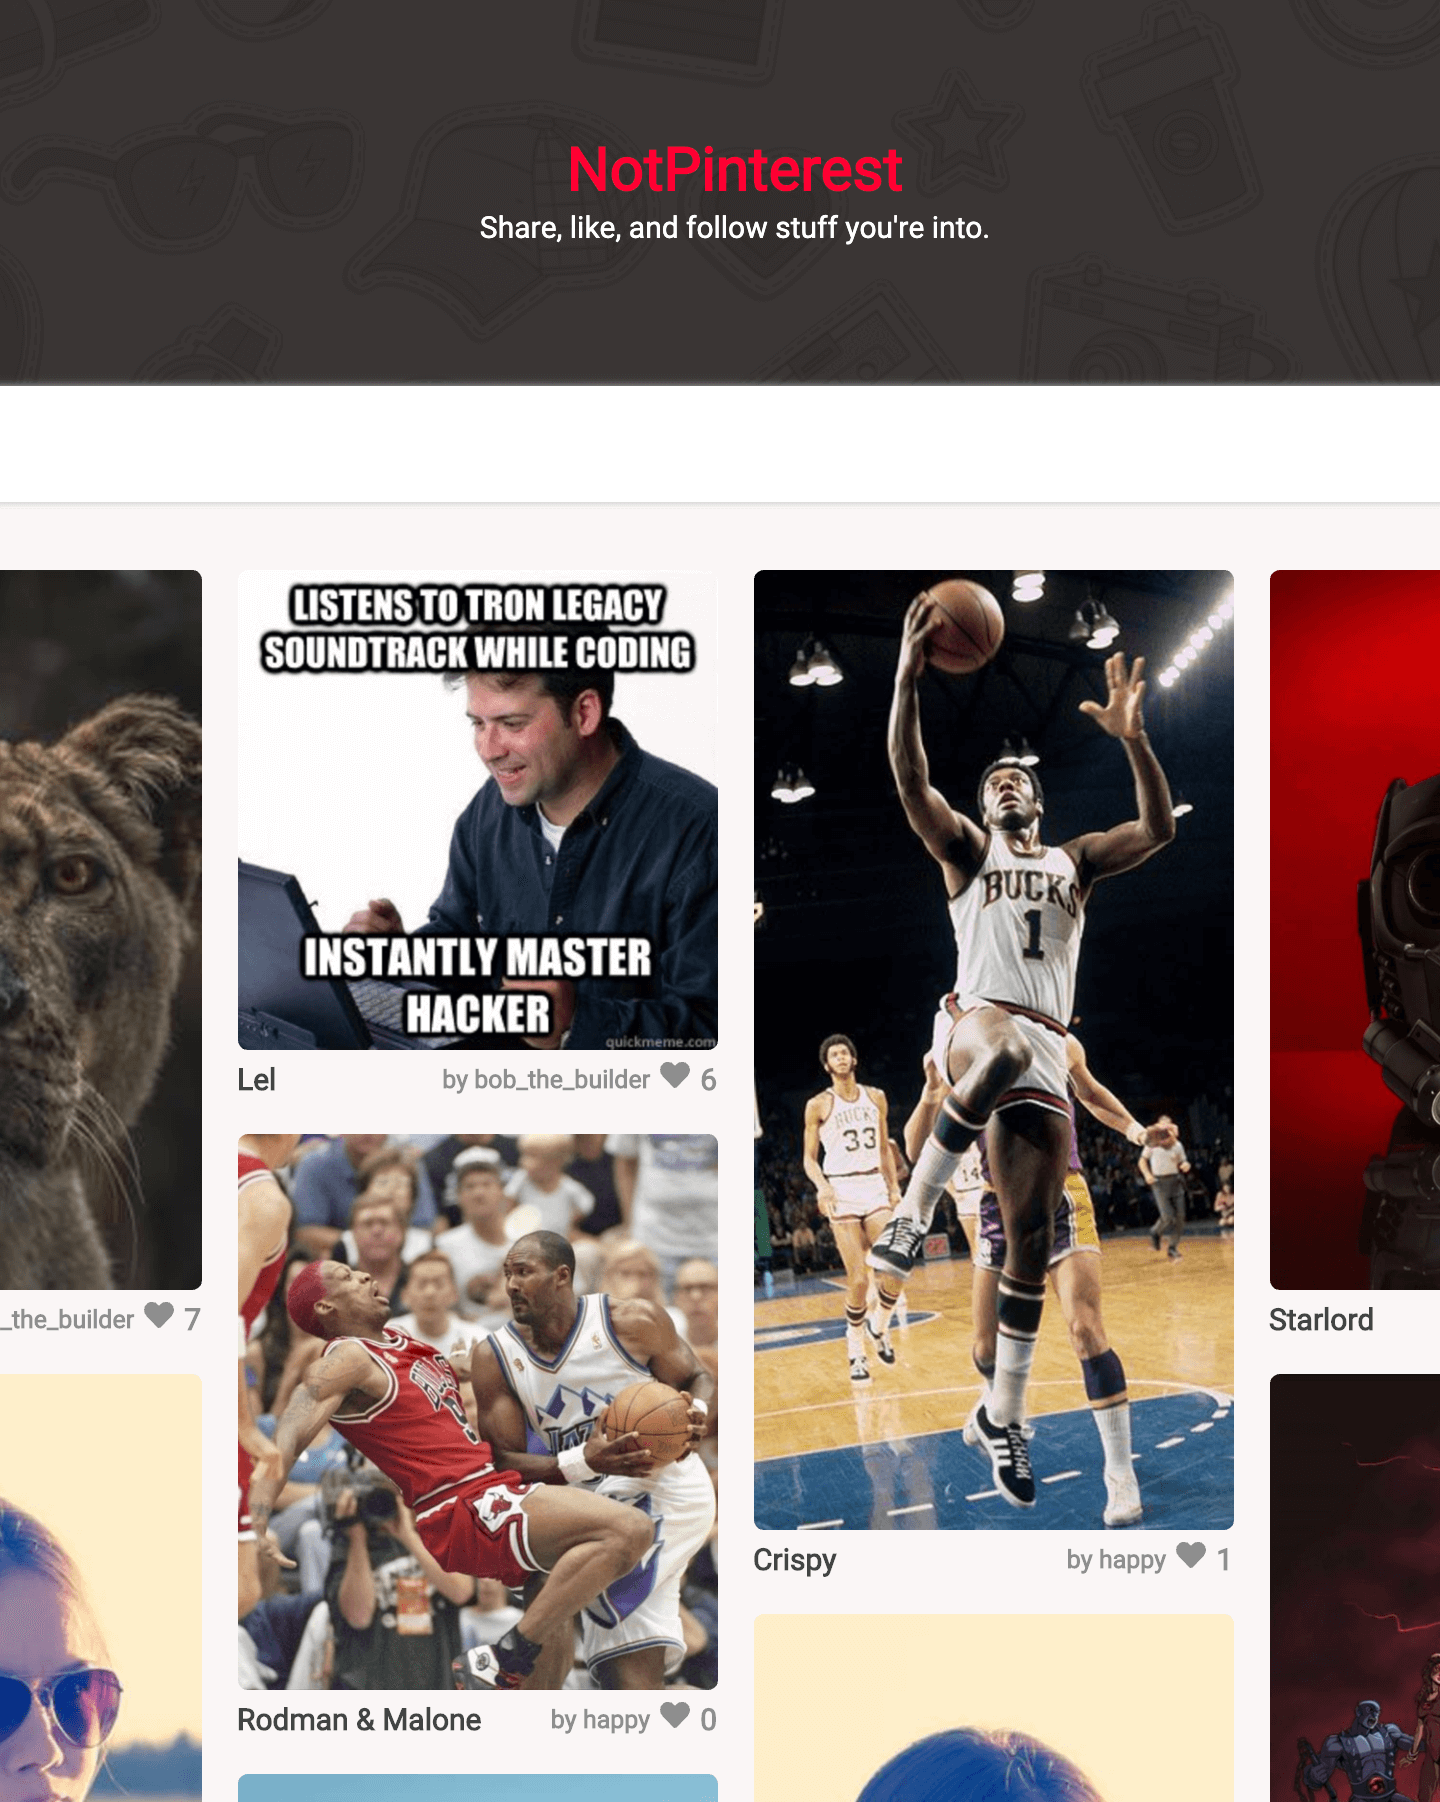 NotPinterest
Share, like, and follow stuff you're into.
LISTENS TO TRON LEGACY
SOUNDTRACK WHILE CODING
INSTANTLY MASTER
HACKER
quickmeme.com
Lel by bob_the_builder 6
BUCKS
1
BUCKS
33
14
_the_builder 7
Starlord
BULLS
Crispy by happy 1
Rodman & Malone by happy 0